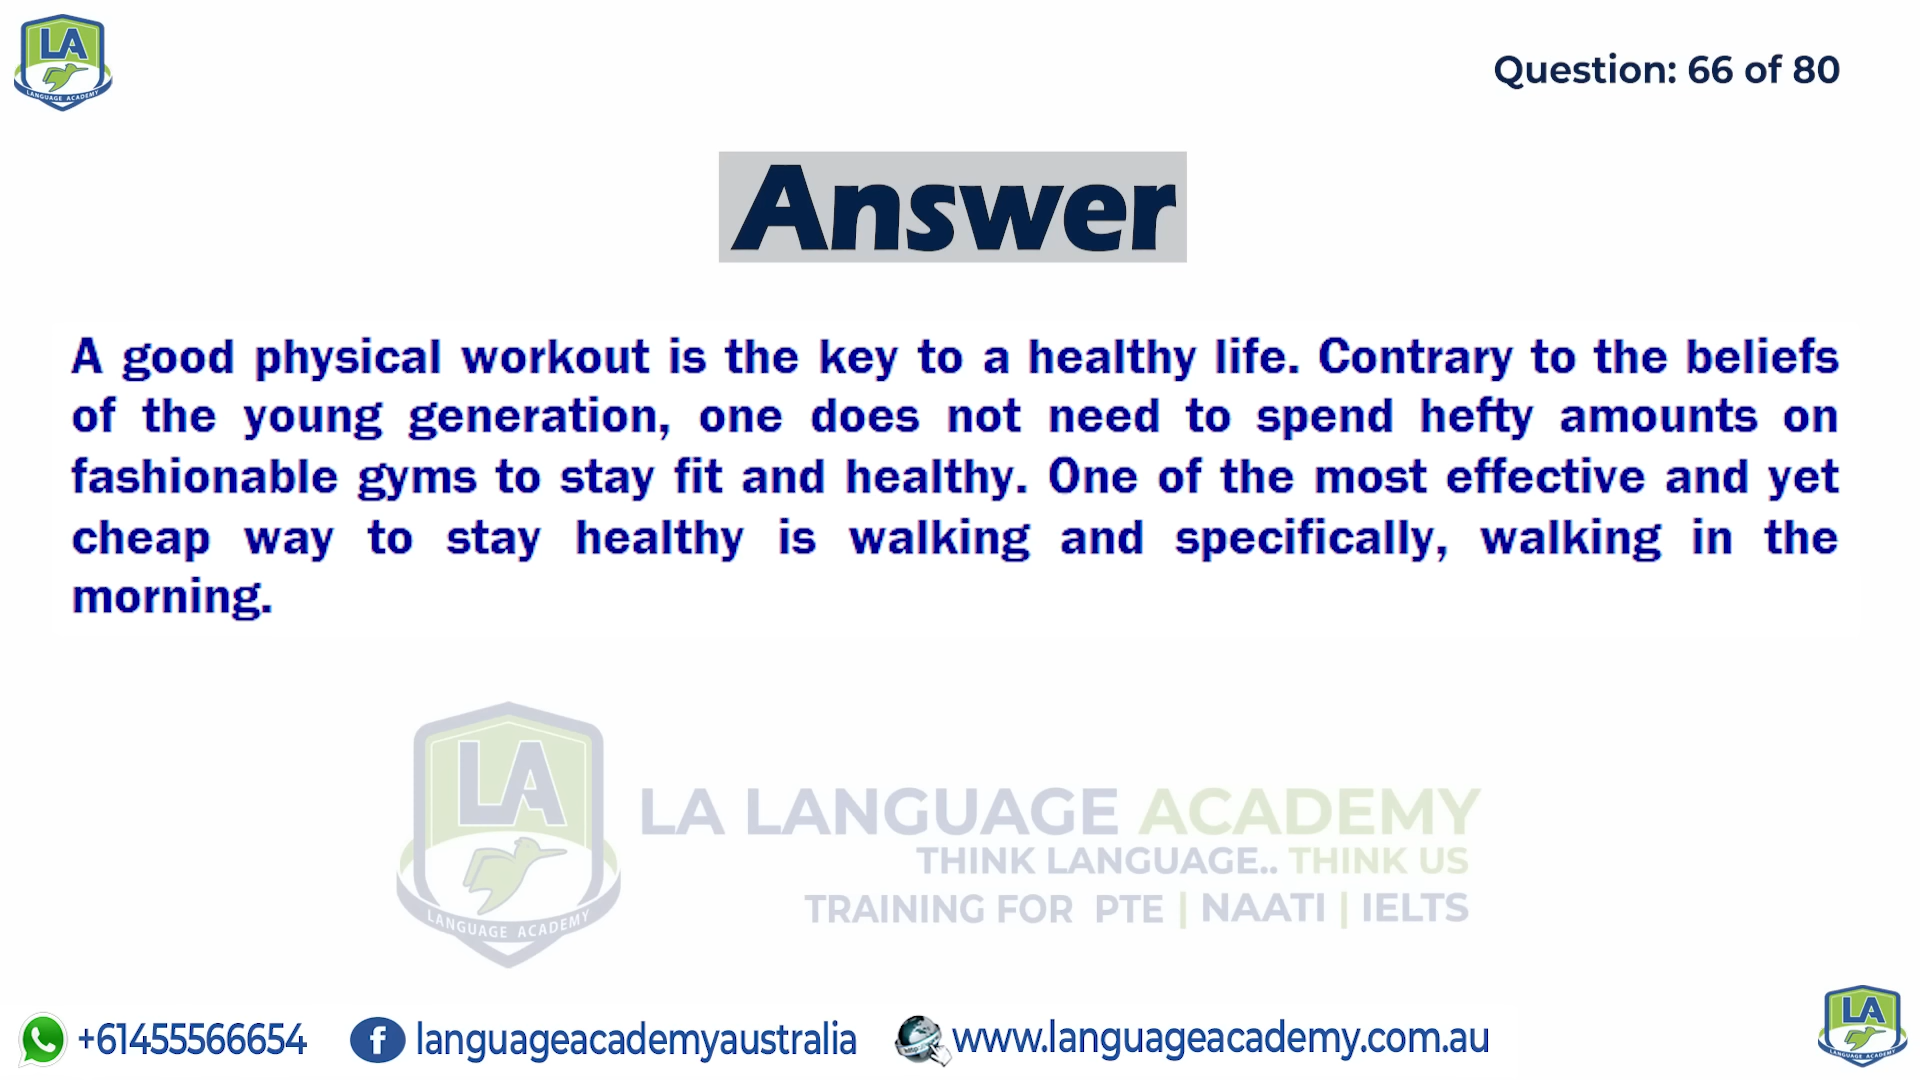 LA
LANGUAGE ACADEMY
Question: 66 of 80
Answer
A good physical workout is the key to a healthy life. Contrary to the beliefs
of the young generation, one does not need to spend hefty amounts on
fashionable gyms to stay fit and healthy. One of the most effective and yet
cheap way to stay healthy is walking and specifically, walking in the
morning.
LA
LANGUAGE ACADEMY
LA LANGUAGE ACADEMY
THINK LANGUAGE.. THINK US
TRAINING FOR PTE | NAATI | IELTS
+61455566654
f languageacademyaustralia
http:// www.languageacademy.com.au
LA
LANGUAGE ACADEMY